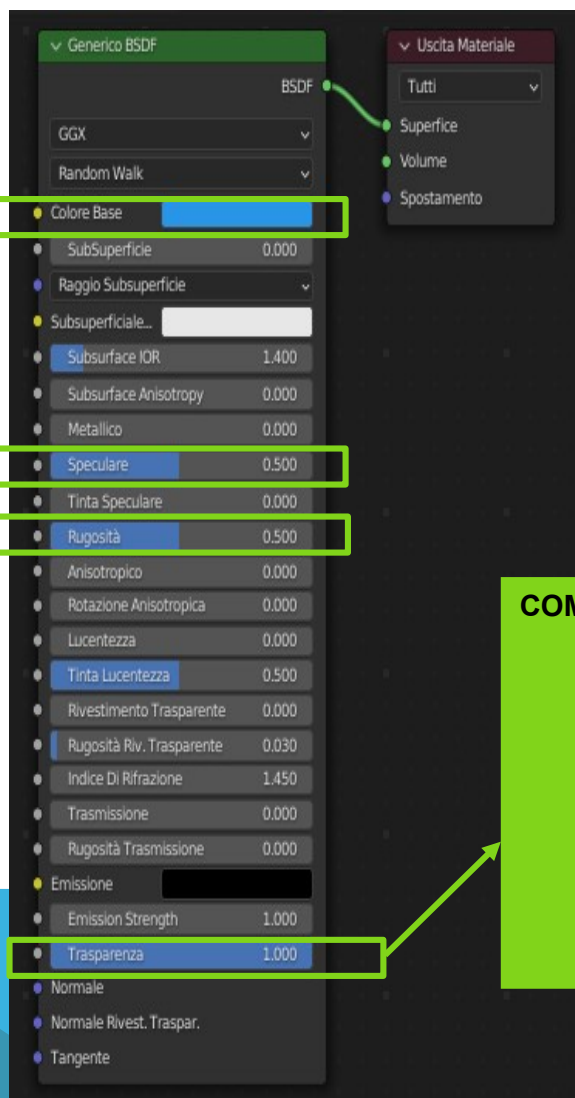 Generico BSDF
BSDF
GGX
Random Walk
Colore Base
SubSuperficie 0.000
Raggio Subsuperficie
Subsuperficiale...
Subsurface IOR 1.400
Subsurface Anisotropy 0.000
Metallico 0.000
Speculare 0.500
Tinta Speculare 0.000
Rugosità 0.500
Anisotropico 0.000
Rotazione Anisotropica 0.000
Lucentezza 0.000
Tinta Lucentezza 0.500
Rivestimento Trasparente 0.000
Rugosità Riv. Trasparente 0.030
Indice Di Rifrazione 1.450
Trasmissione 0.000
Rugosità Trasmissione 0.000
Emissione
Emission Strength 1.000
Trasparenza 1.000
Normale
Normale Rivest. Traspar.
Tangente
Uscita Materiale
Tutti
Superfice
Volume
Spostamento